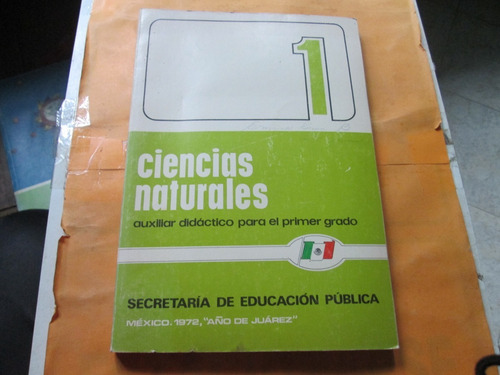 1
ciencias
naturales
auxiliar didáctico para el primer grado
SECRETARÍA DE EDUCACIÓN PÚBLICA
MÉXICO. 1972, "AÑO DE JUÁREZ"